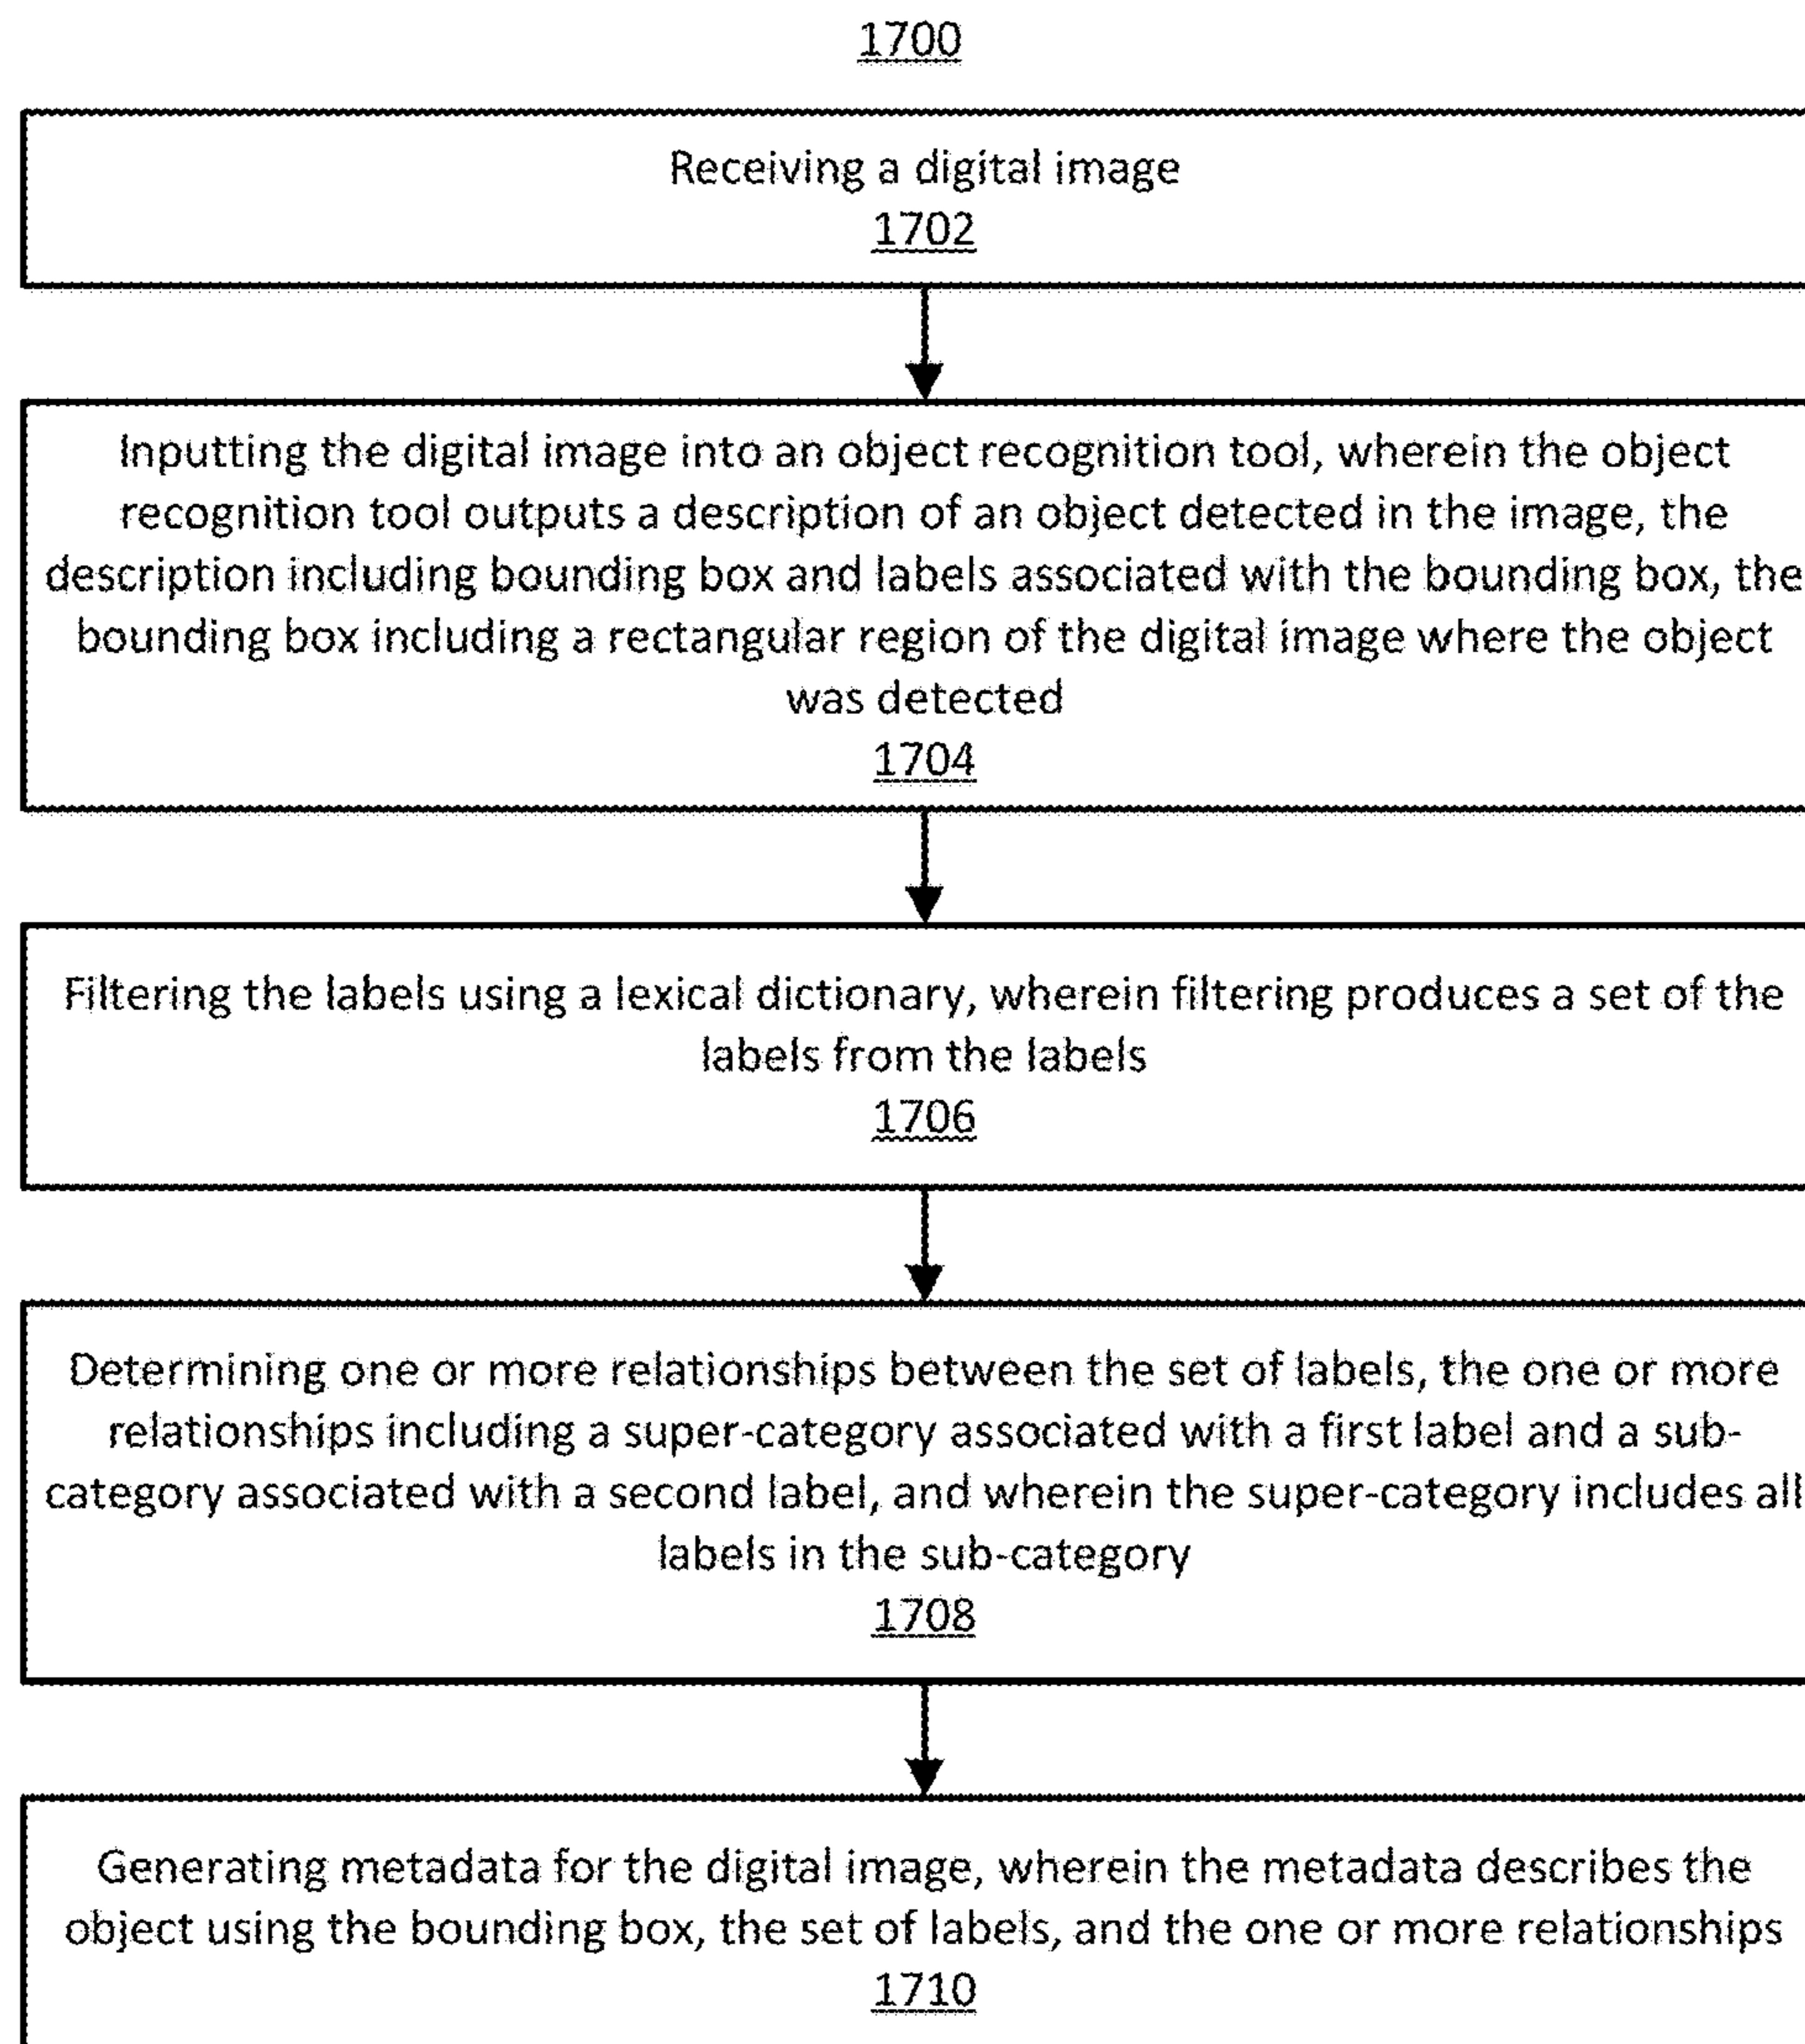 1700
Receiving a digital image
1702
Inputting the digital image into an object recognition tool, wherein the object
recognition tool outputs a description of an object detected in the image, the
description including bounding box and labels associated with the bounding box, the
bounding box including a rectangular region of the digital image where the object
was detected
1704
Filtering the labels using a lexical dictionary, wherein filtering produces a set of the
labels from the labels
1706
Determining one or more relationships between the set of labels, the one or more
relationships including a super-category associated with a first label and a sub-
category associated with a second label, and wherein the super-category includes all
labels in the sub-category
1708
Generating metadata for the digital image, wherein the metadata describes the
object using the bounding box, the set of labels, and the one or more relationships
1710